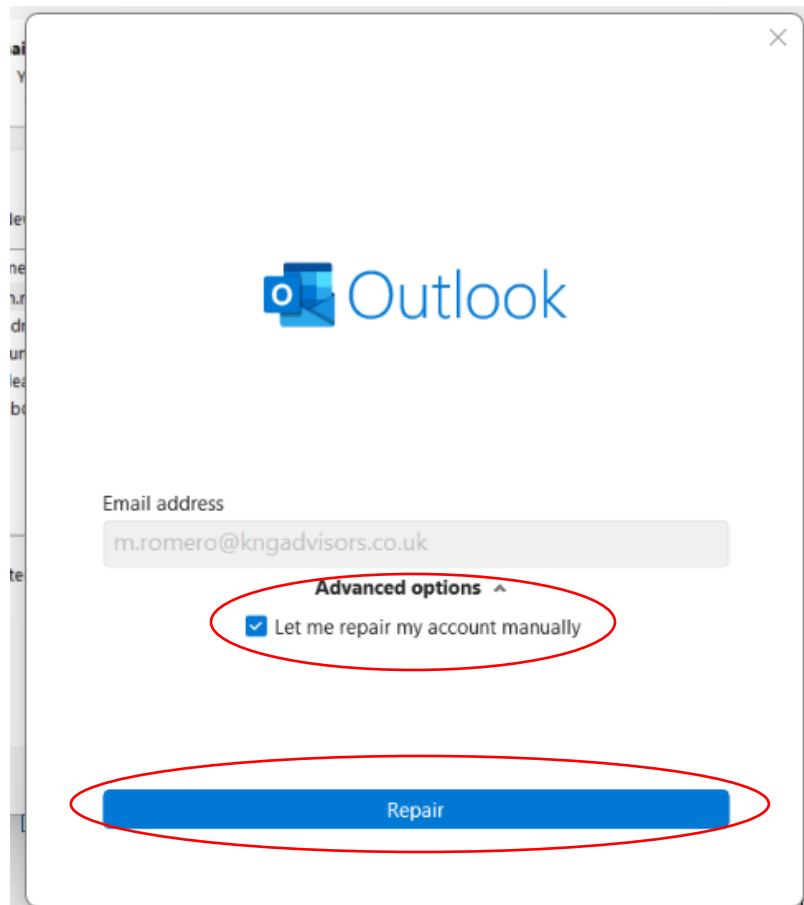 Outlook
Email address
m.romero@kngadvisors.co.uk
Advanced options
Let me repair my account manually
Repair